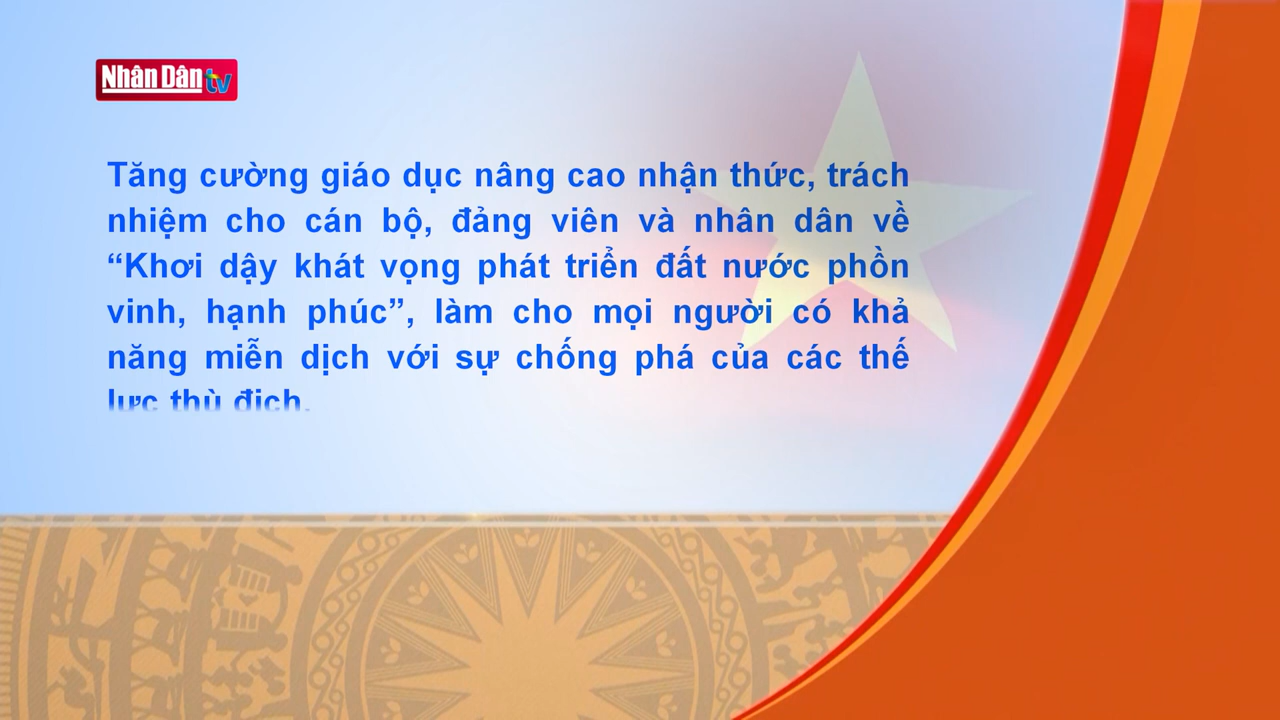 Nhân Dân tv
Tăng cường giáo dục nâng cao nhận thức, trách
nhiệm cho cán bộ, đảng viên và nhân dân về
“Khơi dậy khát vọng phát triển đất nước phồn
vinh, hạnh phúc”, làm cho mọi người có khả
năng miễn dịch với sự chống phá của các thế
lực thù địch.